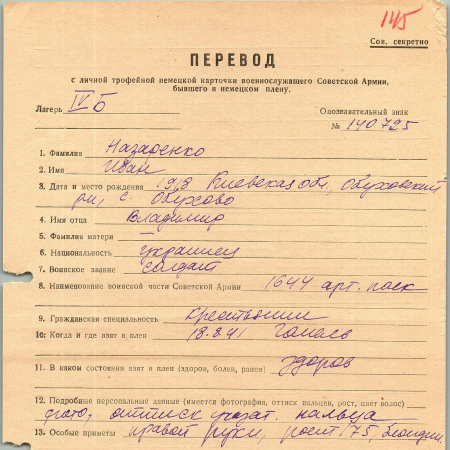 145
Сов. секретно
ПЕРЕВОД
с личной трофейной немецкой карточки военнослужащего Советской Армии,
бывшего в немецком плену.
Лагерь IV Б
Опознавательный знак
№ 140725
1. Фамилия Назаренко
2. Имя Иван
3. Дата и место рождения 1918 Киевская обл. Обуховский
рн, с. Обухово
4. Имя отца Владимир
5. Фамилия матери —
6. Национальность украинец
7. Воинское звание солдат
8. Наименование воинской части Советской Армии 1644 арт. полк
9. Гражданская специальность крестьянин
10. Когда и где взят в плен 18.8.41 Гомель
11. В каком состоянии взят в плен (здоров, болен, ранен) здоров
12. Подробные персональные данные (имеется фотография, оттиск пальцев, рост, цвет волос)
фото, оттиск указат. пальца
13. Особые приметы правой руки, рост 175, блондин